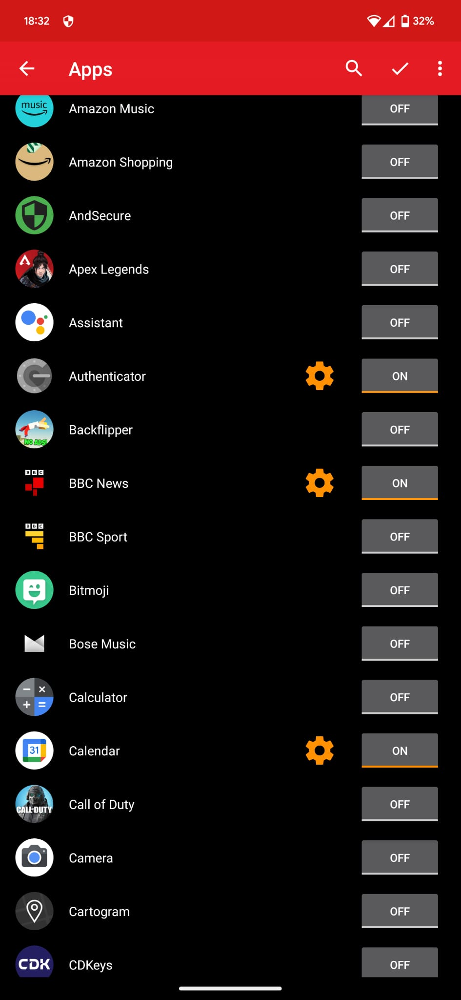 18:32 32%
Apps
music
Amazon Music OFF
Amazon Shopping OFF
AndSecure OFF
Apex Legends OFF
Assistant OFF
Authenticator ON
NO ADS!
Backflipper OFF
BBC
BBC News ON
BBC
BBC Sport OFF
Bitmoji OFF
Bose Music OFF
Calculator OFF
31
Calendar ON
CALL OF DUTY
Call of Duty OFF
Camera OFF
Cartogram OFF
CDK
CDKeys OFF